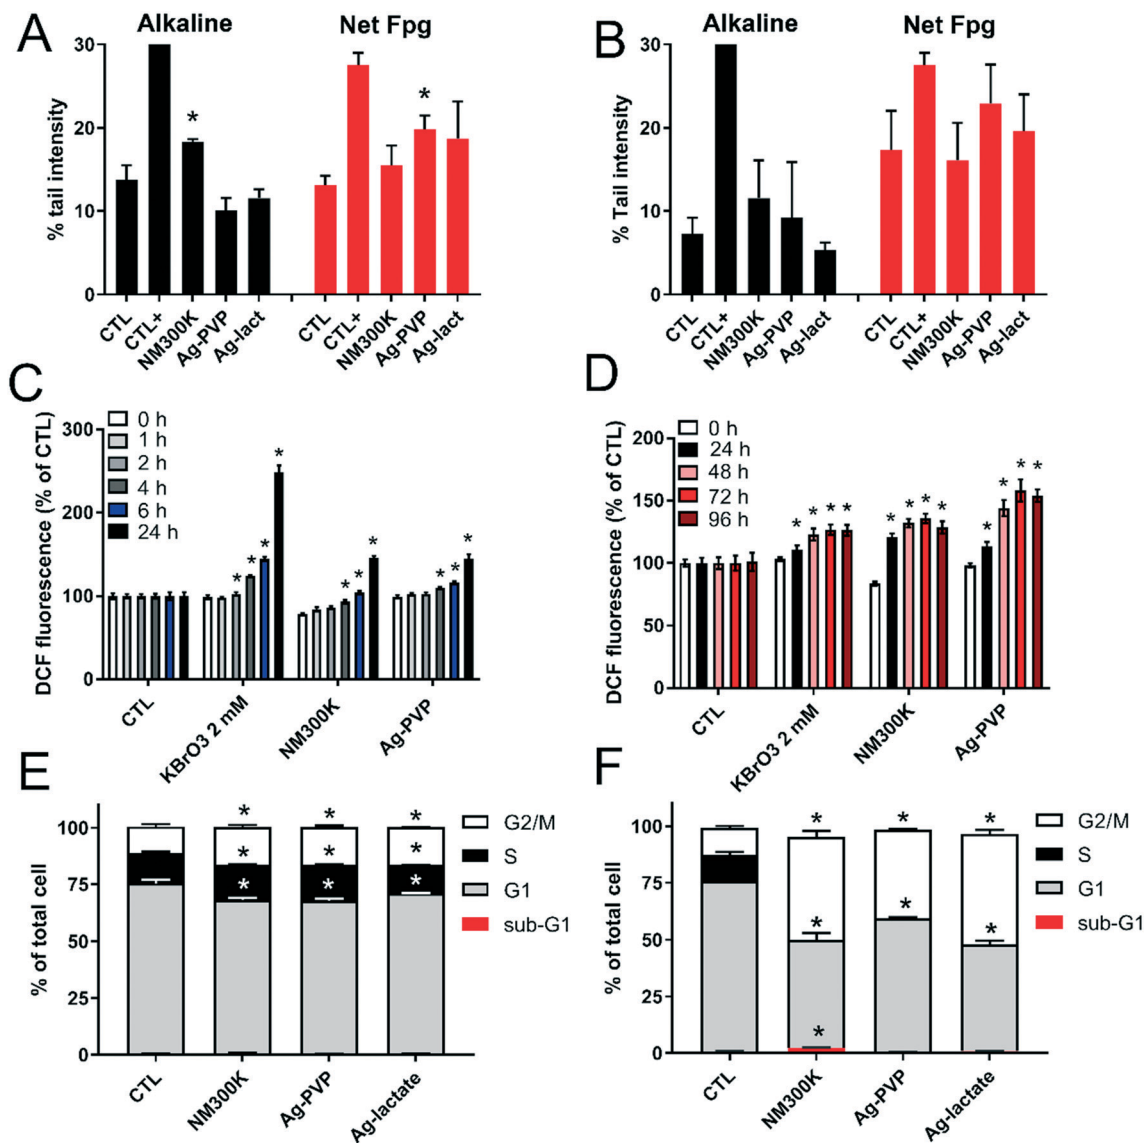 A
Alkaline
Net Fpg
% tail intensity
30
20
10
0
CTL
CTL+
NM300K
Ag-PVP
Ag-lact
CTL
CTL+
NM300K
Ag-PVP
Ag-lact
*
*
B
Alkaline
Net Fpg
% Tail intensity
30
20
10
0
CTL
CTL+
NM300K
Ag-PVP
Ag-lact
CTL
CTL+
NM300K
Ag-PVP
Ag-lact
C
DCF fluorescence (% of CTL)
300
200
100
0
0 h
1 h
2 h
4 h
6 h
24 h
* * * *
* * *
* * *
CTL
KBrO3 2 mM
NM300K
Ag-PVP
D
DCF fluorescence (% of CTL)
200
150
100
50
0
0 h
24 h
48 h
72 h
96 h
* * * *
* * * *
* * * *
CTL
KBrO3 2 mM
NM300K
Ag-PVP
E
% of total cell
100
75
50
25
0
* * *
* * *
* * *
G2/M
S
G1
sub-G1
CTL
NM300K
Ag-PVP
Ag-lactate
F
% of total cell
100
75
50
25
0
* * *
* * *
*
G2/M
S
G1
sub-G1
CTL
NM300K
Ag-PVP
Ag-lactate